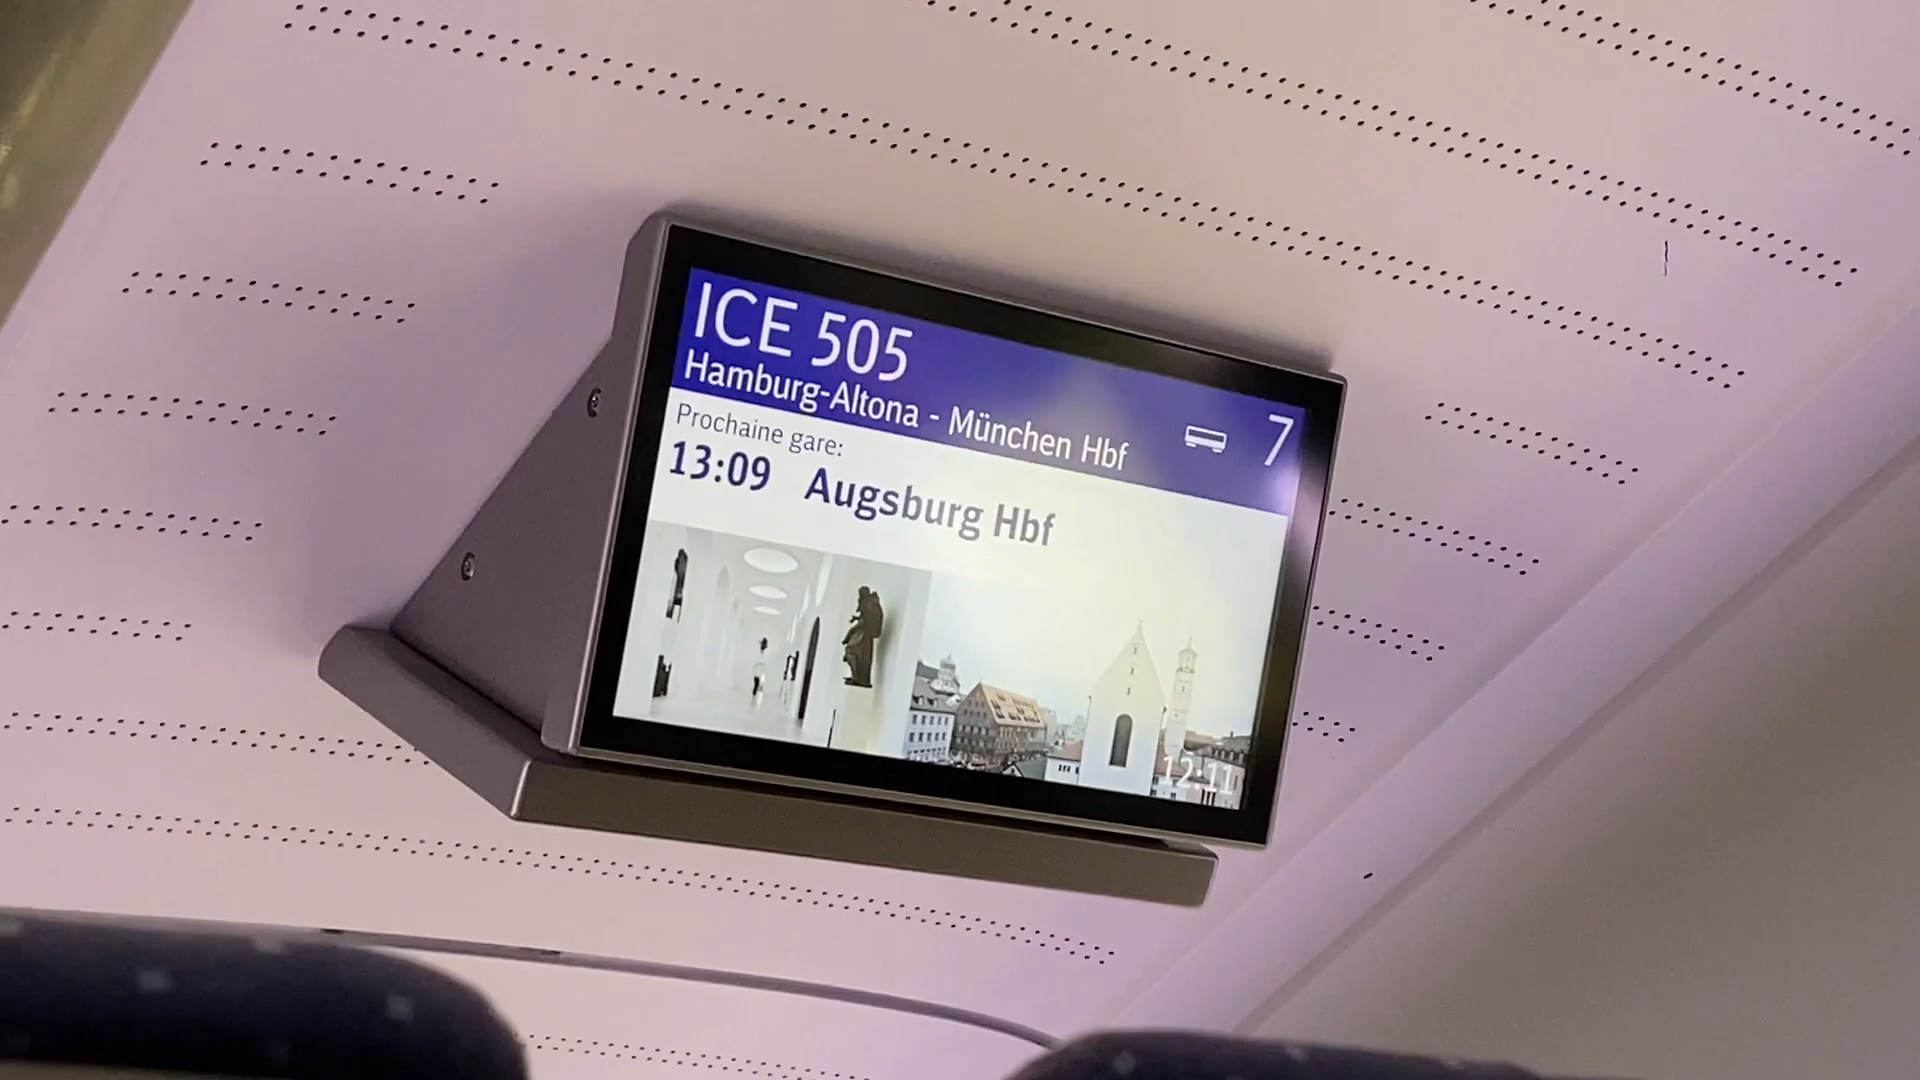 ICE 505
Hamburg-Altona - München Hbf
7
Prochaine gare:
13:09 Augsburg Hbf
12:11